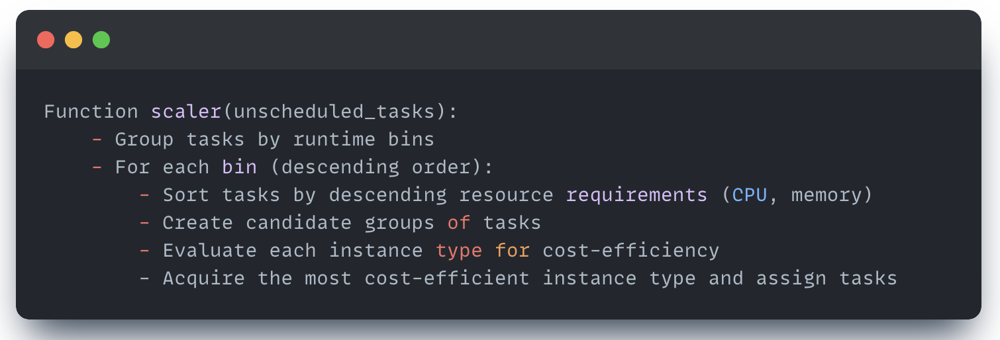 Function scaler(unscheduled_tasks):
- Group tasks by runtime bins
- For each bin (descending order):
- Sort tasks by descending resource requirements (CPU, memory)
- Create candidate groups of tasks
- Evaluate each instance type for cost-efficiency
- Acquire the most cost-efficient instance type and assign tasks